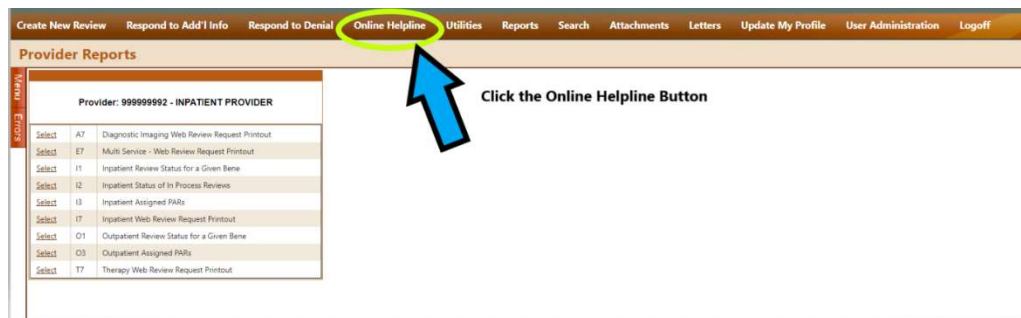 Create New Review Respond to Add'l Info Respond to Denial Online Helpline Utilities Reports Search Attachments Letters Update My Profile User Administration Logoff
Provider Reports
Menu
Errors
Provider: 999999992 - INPATIENT PROVIDER
Click the Online Helpline Button
Select A7 Diagnostic Imaging Web Review Request Printout
Select E7 Multi Service - Web Review Request Printout
Select I1 Inpatient Review Status for a Given Bene
Select I2 Inpatient Status of In Process Reviews
Select I3 Inpatient Assigned PARs
Select I7 Inpatient Web Review Request Printout
Select O1 Outpatient Review Status for a Given Bene
Select O3 Outpatient Assigned PARs
Select T7 Therapy Web Review Request Printout